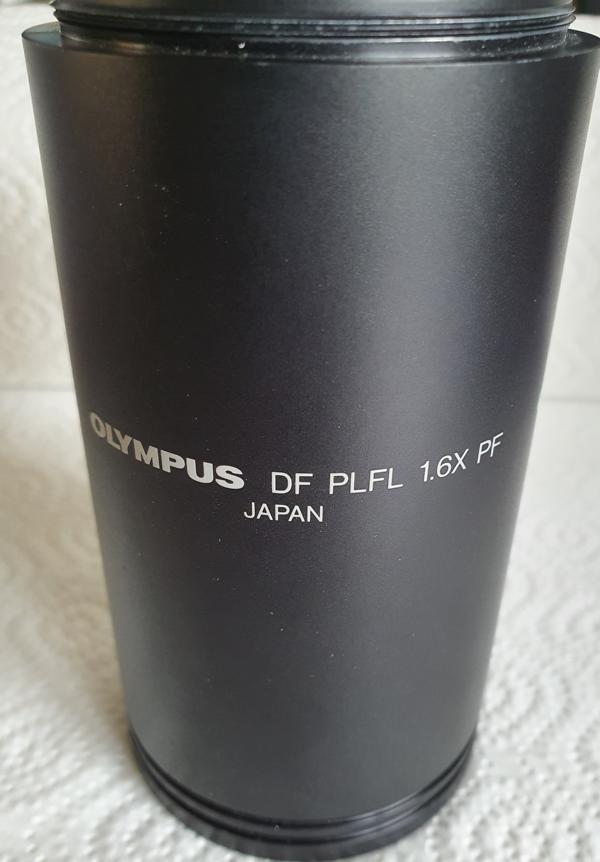 OLYMPUS DF PLFL 1.6X PF
JAPAN